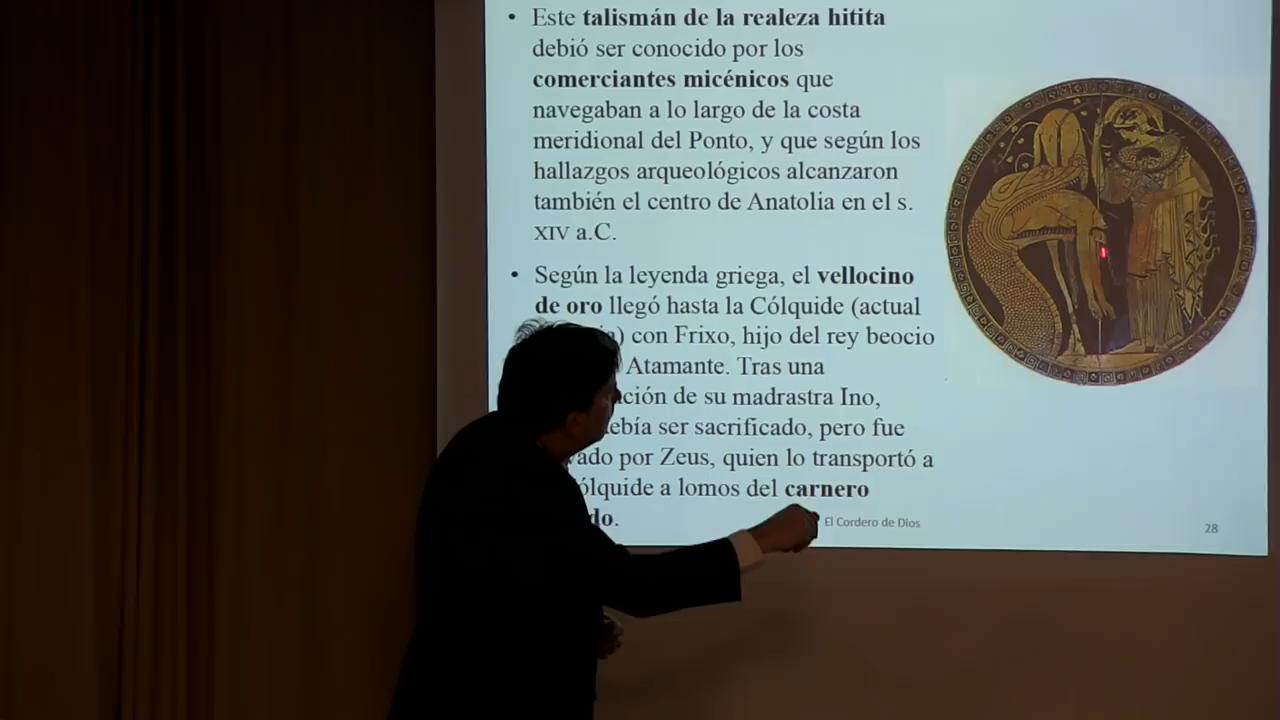 • Este talismán de la realeza hitita
debió ser conocido por los
comerciantes micénicos que
navegaban a lo largo de la costa
meridional del Ponto, y que según los
hallazgos arqueológicos alcanzaron
también el centro de Anatolia en el s.
XIV a.C.
• Según la leyenda griega, el vellocino
de oro llegó hasta la Cólquide (actual
) con Frixo, hijo del rey beocio
Atamante. Tras una
ción de su madrastra Ino,
ebía ser sacrificado, pero fue
ado por Zeus, quien lo transportó a
ólquide a lomos del carnero
do.
El Cordero de Dios
28